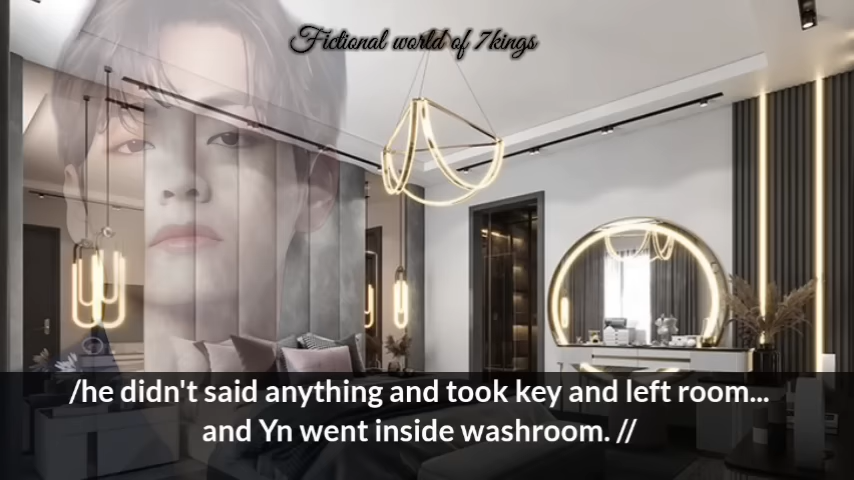 Fictional world of 7kings
/he didn't said anything and took key and left room...
and Yn went inside washroom. //